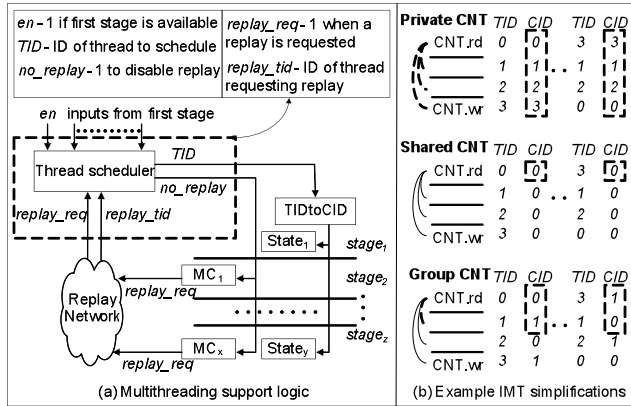 en - 1 if first stage is available
TID - ID of thread to schedule
no_replay - 1 to disable replay
replay_req - 1 when a
replay is requested
replay_tid - ID of thread
requesting replay
en inputs from first stage
Thread scheduler
TID
no_replay
replay_req replay_tid
TIDtoCID
State1
stage1
MC1
stage2
replay_req
Replay
Network
stagez
MCx
Statey
replay_req
(a) Multithreading support logic
Private CNT TID CID TID CID
CNT.rd 0 0 3 3
1 1 . . 1 1
2 2 2 2
CNT.wr 3 3 0 0
Shared CNT TID CID TID CID
CNT.rd 0 0 3 0
1 0 . . 1 0
2 0 2 0
CNT.wr 3 0 0 0
Group CNT TID CID TID CID
CNT.rd 0 0 3 1
1 1 . . 1 0
2 0 2 1
CNT.wr 3 1 0 0
(b) Example IMT simplifications